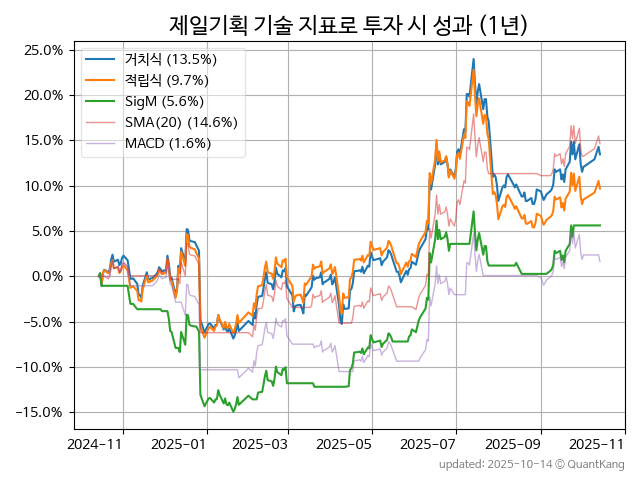 제일기획 기술 지표로 투자 시 성과 (1년)
거치식 (13.5%)
적립식 (9.7%)
SigM (5.6%)
SMA(20) (14.6%)
MACD (1.6%)
25.0%
20.0%
15.0%
10.0%
5.0%
0.0%
−5.0%
−10.0%
−15.0%
2024-11 2025-01 2025-03 2025-05 2025-07 2025-09 2025-11
updated: 2025-10-14 © QuantKang